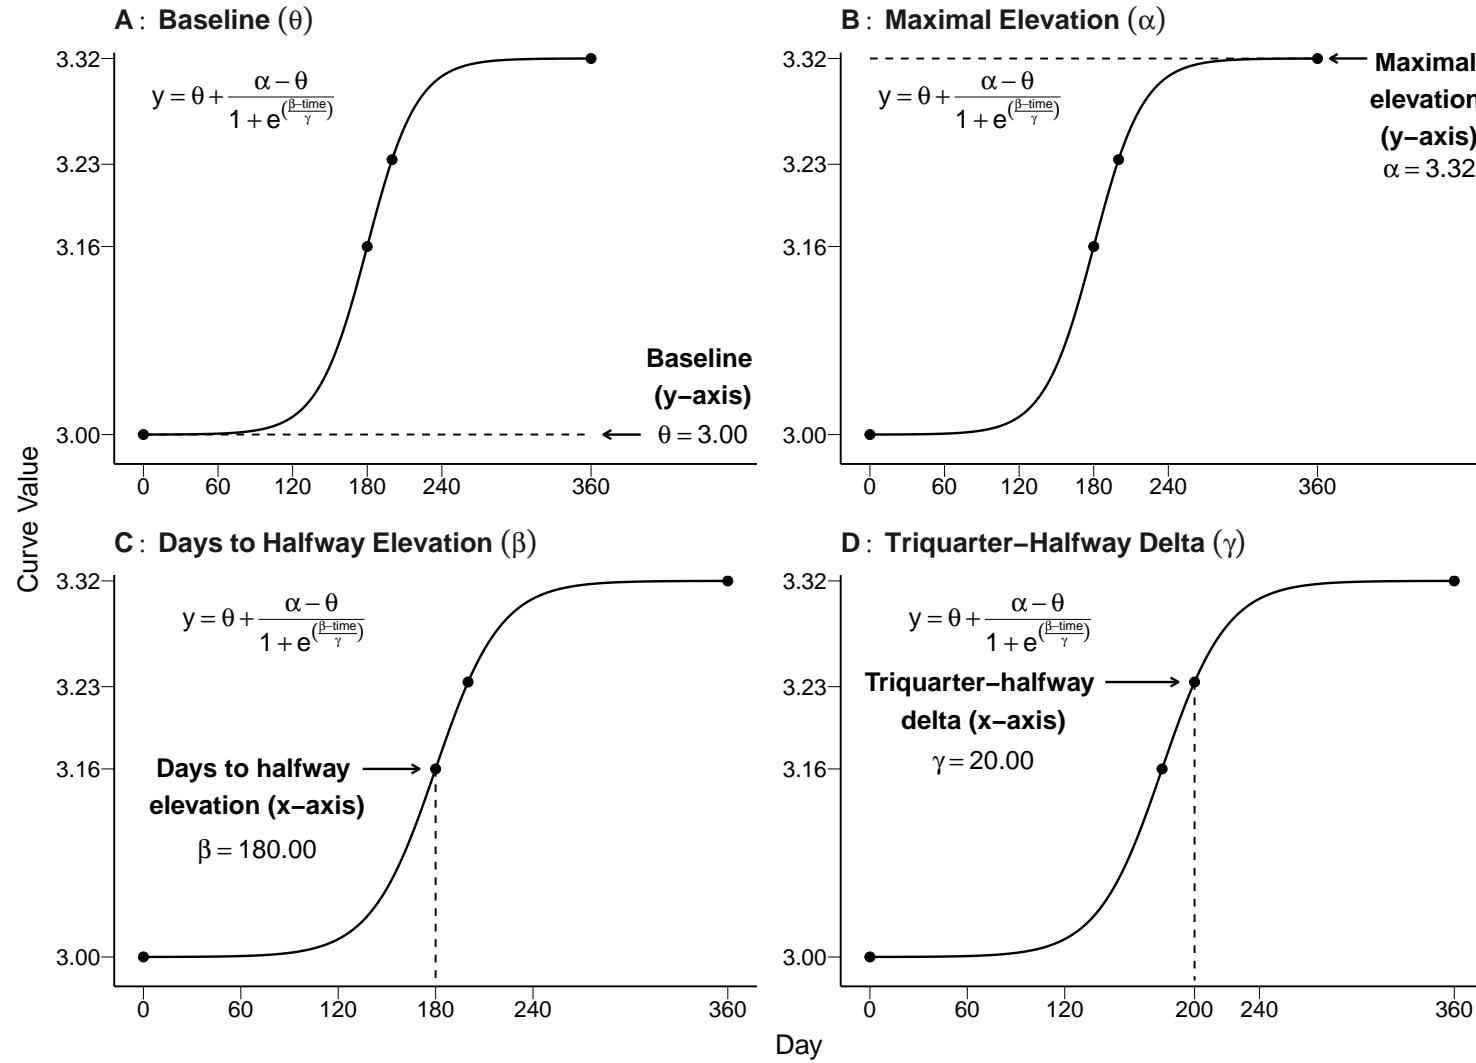 A : Baseline (θ)
3.32
3.23
3.16
3.00
y = θ + α − θ / 1 + e^((β−time)/γ)
Baseline
(y−axis)
θ = 3.00
0 60 120 180 240 360
B : Maximal Elevation (α)
3.32
3.23
3.16
3.00
y = θ + α − θ / 1 + e^((β−time)/γ)
Maximal
elevation
(y−axis)
α = 3.32
0 60 120 180 240 360
Curve Value
C : Days to Halfway Elevation (β)
3.32
3.23
3.16
3.00
y = θ + α − θ / 1 + e^((β−time)/γ)
Days to halfway
elevation (x−axis)
β = 180.00
0 60 120 180 240 360
D : Triquarter−Halfway Delta (γ)
3.32
3.23
3.16
3.00
y = θ + α − θ / 1 + e^((β−time)/γ)
Triquarter−halfway
delta (x−axis)
γ = 20.00
0 60 120 200 240 360
Day